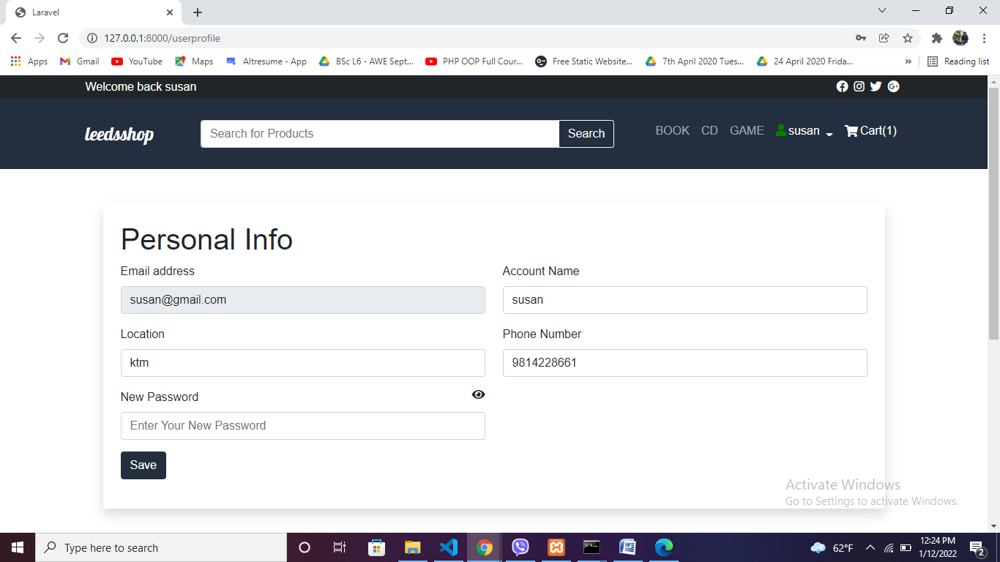 Laravel
127.0.0.1:8000/userprofile
Apps Gmail YouTube Maps Altresume - App BSc L6 - AWE Sept... PHP OOP Full Cour... Free Static Website... 7th April 2020 Tues... 24 April 2020 Frida... » Reading list
Welcome back susan
leedsshop Search for Products Search BOOK CD GAME susan Cart(1)
Personal Info
Email address Account Name
susan@gmail.com susan
Location Phone Number
ktm 9814228661
New Password
Enter Your New Password
Save
Activate Windows
Go to Settings to activate Windows.
Type here to search 62°F 12:24 PM
1/12/2022 2